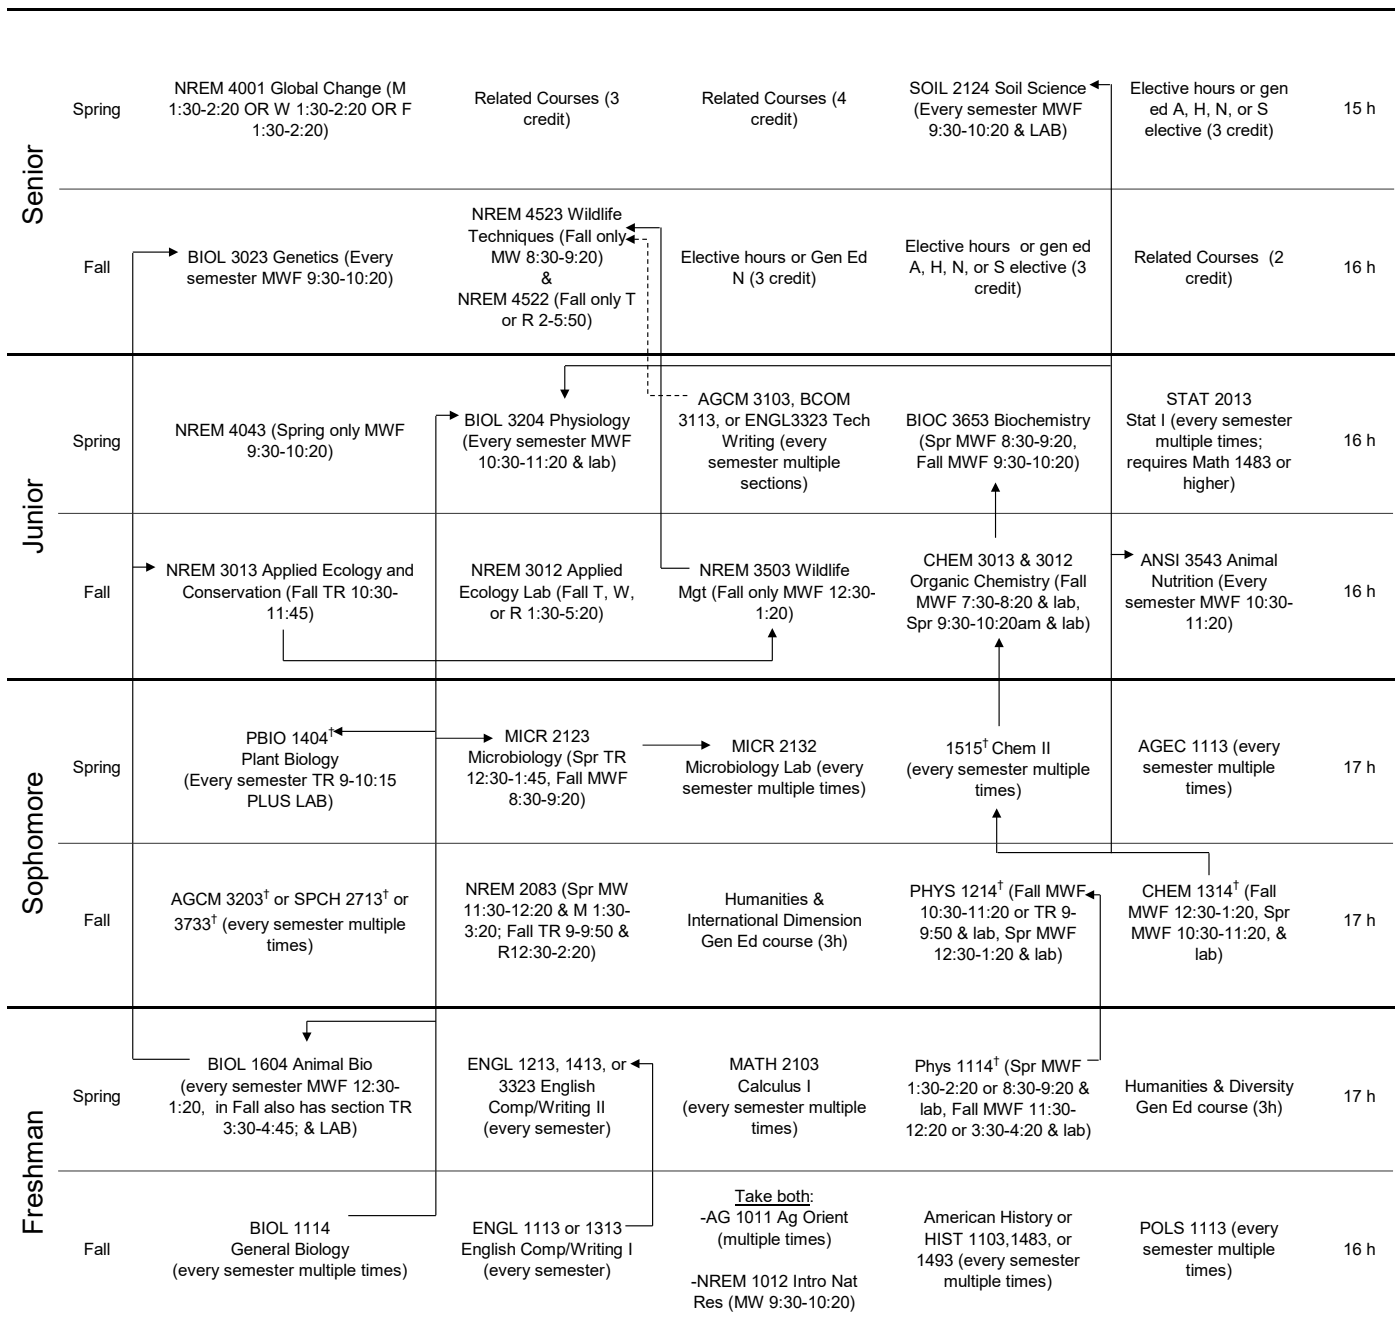 Senior
Spring
NREM 4001 Global Change (M
1:30-2:20 OR W 1:30-2:20 OR F
1:30-2:20)
Related Courses (3
credit)
Related Courses (4
credit)
SOIL 2124 Soil Science
(Every semester MWF
9:30-10:20 & LAB)
Elective hours or gen
ed A, H, N, or S
elective (3 credit)
15 h
Fall
BIOL 3023 Genetics (Every
semester MWF 9:30-10:20)
NREM 4523 Wildlife
Techniques (Fall only
MW 8:30-9:20)
&
NREM 4522 (Fall only T
or R 2-5:50)
Elective hours or Gen Ed
N (3 credit)
Elective hours or gen ed
A, H, N, or S elective (3
credit)
Related Courses (2
credit)
16 h
Junior
Spring
NREM 4043 (Spring only MWF
9:30-10:20)
BIOL 3204 Physiology
(Every semester MWF
10:30-11:20 & lab)
AGCM 3103, BCOM
3113, or ENGL3323 Tech
Writing (every
semester multiple
sections)
BIOC 3653 Biochemistry
(Spr MWF 8:30-9:20,
Fall MWF 9:30-10:20)
STAT 2013
Stat I (every semester
multiple times;
requires Math 1483 or
higher)
16 h
Fall
NREM 3013 Applied Ecology and
Conservation (Fall TR 10:30-
11:45)
NREM 3012 Applied
Ecology Lab (Fall T, W,
or R 1:30-5:20)
NREM 3503 Wildlife
Mgt (Fall only MWF 12:30-
1:20)
CHEM 3013 & 3012
Organic Chemistry (Fall
MWF 7:30-8:20 & lab,
Spr 9:30-10:20am & lab)
ANSI 3543 Animal
Nutrition (Every
semester MWF 10:30-
11:20)
16 h
Sophomore
Spring
PBIO 1404†
Plant Biology
(Every semester TR 9-10:15
PLUS LAB)
MICR 2123
Microbiology (Spr TR
12:30-1:45, Fall MWF
8:30-9:20)
MICR 2132
Microbiology Lab (every
semester multiple times)
1515† Chem II
(every semester multiple
times)
AGEC 1113 (every
semester multiple
times)
17 h
Fall
AGCM 3203† or SPCH 2713† or
3733† (every semester multiple
times)
NREM 2083 (Spr MW
11:30-12:20 & M 1:30-
3:20; Fall TR 9-9:50 &
R12:30-2:20)
Humanities &
International Dimension
Gen Ed course (3h)
PHYS 1214† (Fall MWF
10:30-11:20 or TR 9-
9:50 & lab, Spr MWF
12:30-1:20 & lab)
CHEM 1314† (Fall
MWF 12:30-1:20, Spr
MWF 10:30-11:20, &
lab)
17 h
Freshman
Spring
BIOL 1604 Animal Bio
(every semester MWF 12:30-
1:20, in Fall also has section TR
3:30-4:45; & LAB)
ENGL 1213, 1413, or
3323 English
Comp/Writing II
(every semester)
MATH 2103
Calculus I
(every semester multiple
times)
Phys 1114† (Spr MWF
1:30-2:20 or 8:30-9:20 &
lab, Fall MWF 11:30-
12:20 or 3:30-4:20 & lab)
Humanities & Diversity
Gen Ed course (3h)
17 h
Fall
BIOL 1114
General Biology
(every semester multiple times)
ENGL 1113 or 1313
English Comp/Writing I
(every semester)
Take both:
-AG 1011 Ag Orient
(multiple times)
-NREM 1012 Intro Nat
Res (MW 9:30-10:20)
American History or
HIST 1103,1483, or
1493 (every semester
multiple times)
POLS 1113 (every
semester multiple
times)
16 h